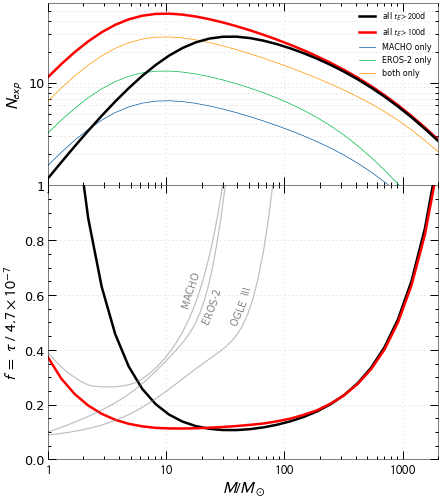 all t_E > 200d
all t_E > 100d
MACHO only
EROS-2 only
both only
10
N_exp
1
0.8
0.6
0.4
0.2
0.0
f = τ / 4.7 × 10⁻⁷
MACHO
EROS-2
OGLE III
1
10
100
1000
M/M_⊙